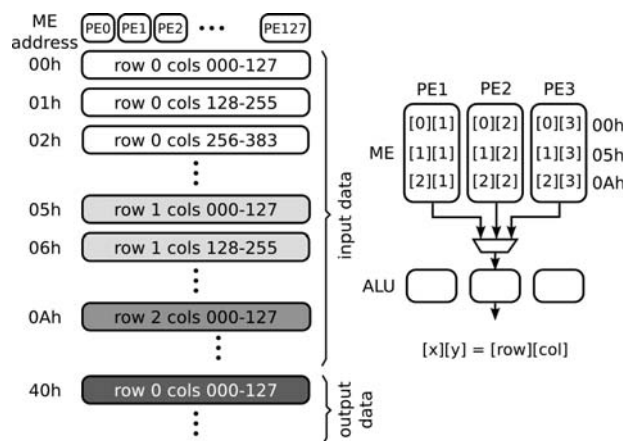 ME
address
PE0 PE1 PE2 ... PE127
00h row 0 cols 000-127
01h row 0 cols 128-255
02h row 0 cols 256-383
05h row 1 cols 000-127
06h row 1 cols 128-255
0Ah row 2 cols 000-127
40h row 0 cols 000-127
input data
output
data
PE1 PE2 PE3
ME
[0][1] [0][2] [0][3] 00h
[1][1] [1][2] [1][3] 05h
[2][1] [2][2] [2][3] 0Ah
ALU
[x][y] = [row][col]